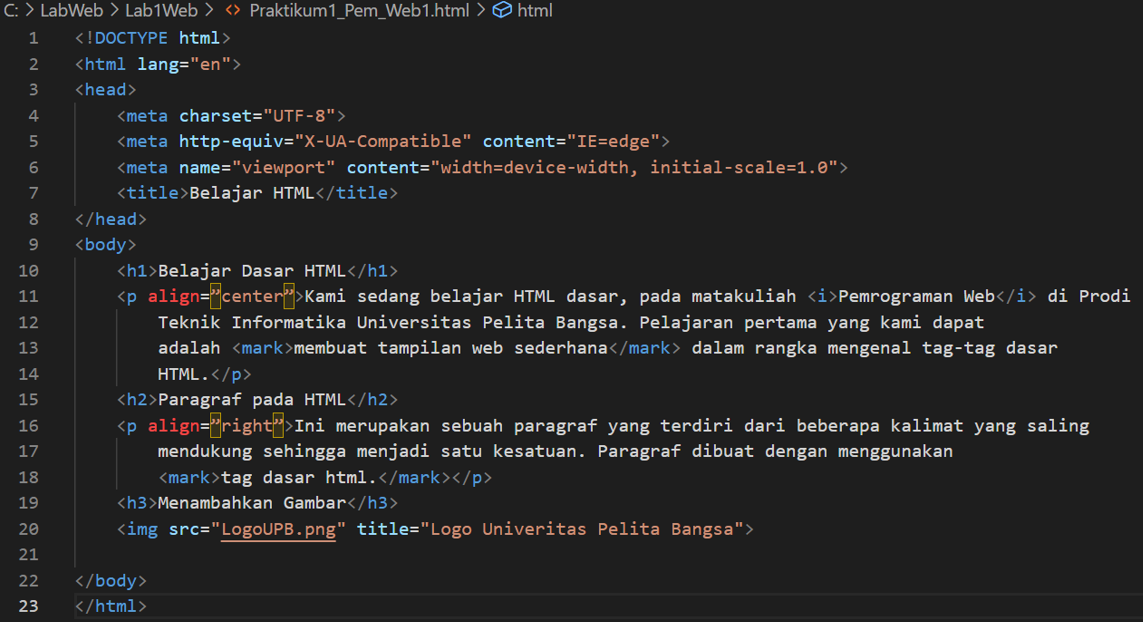 C: > LabWeb > Lab1Web > <> Praktikum1_Pem_Web1.html > html
1 <!DOCTYPE html>
2 <html lang="en">
3 <head>
4 <meta charset="UTF-8">
5 <meta http-equiv="X-UA-Compatible" content="IE=edge">
6 <meta name="viewport" content="width=device-width, initial-scale=1.0">
7 <title>Belajar HTML</title>
8 </head>
9 <body>
10 <h1>Belajar Dasar HTML</h1>
11 <p align=”center”>Kami sedang belajar HTML dasar, pada matakuliah <i>Pemrograman Web</i> di Prodi
12 Teknik Informatika Universitas Pelita Bangsa. Pelajaran pertama yang kami dapat
13 adalah <mark>membuat tampilan web sederhana</mark> dalam rangka mengenal tag-tag dasar
14 HTML.</p>
15 <h2>Paragraf pada HTML</h2>
16 <p align=”right”>Ini merupakan sebuah paragraf yang terdiri dari beberapa kalimat yang saling
17 mendukung sehingga menjadi satu kesatuan. Paragraf dibuat dengan menggunakan
18 <mark>tag dasar html.</mark></p>
19 <h3>Menambahkan Gambar</h3>
20 <img src="LogoUPB.png" title="Logo Univeritas Pelita Bangsa">
21
22 </body>
23 </html>